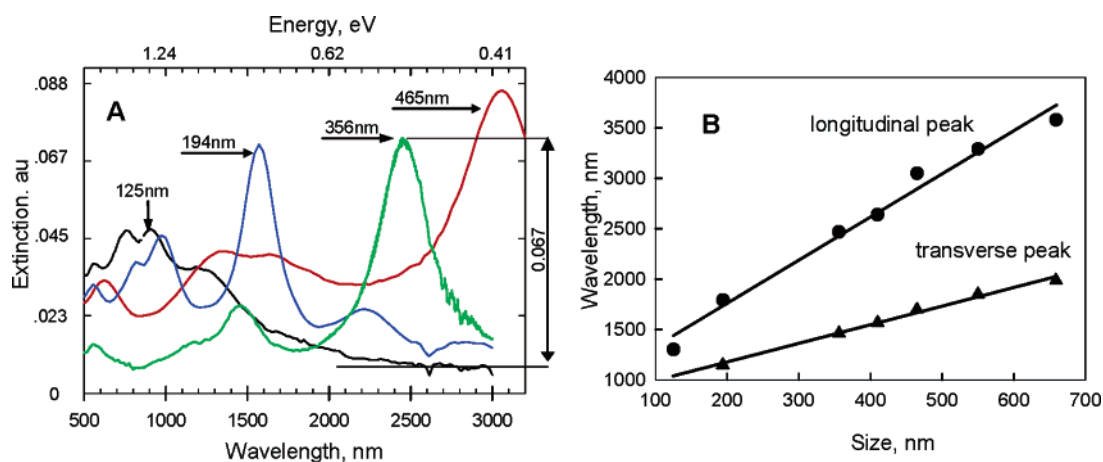 Energy, eV
1.24 0.62 0.41
.088
A
465nm
356nm
194nm
.067
125nm
.045
0.067
.023
0
Extinction. au
500 1000 1500 2000 2500 3000
Wavelength, nm
4000
B
longitudinal peak
3500
3000
2500
transverse peak
2000
1500
1000
Wavelength, nm
100 200 300 400 500 600 700
Size, nm